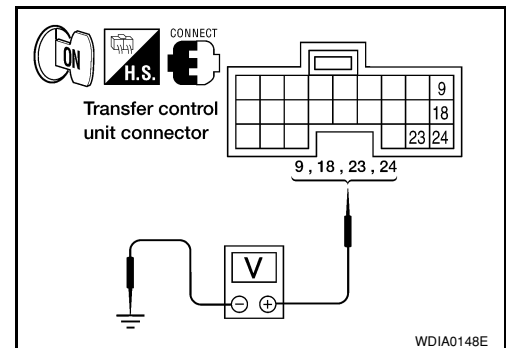 CONNECT
ON
H.S.
Transfer control
unit connector
9
18
23 24
9 , 18 , 23 , 24
V
− +
WDIA0148E